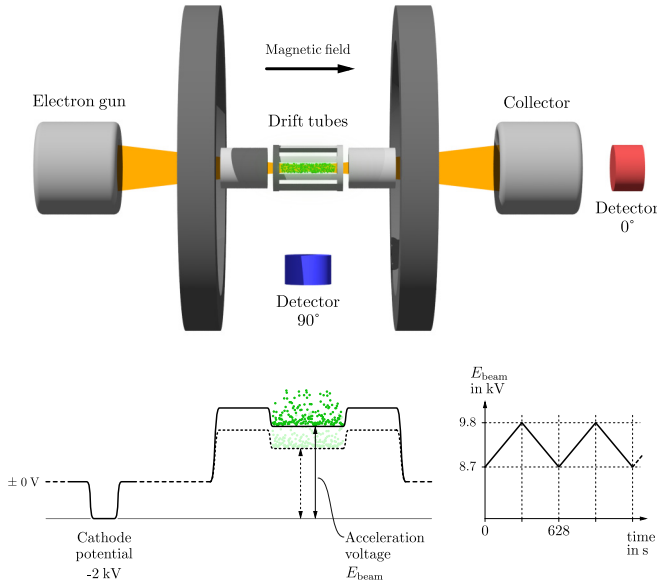 Magnetic field
Electron gun
Collector
Drift tubes
Detector
0°
Detector
90°
E_beam
in kV
9.8
8.7
± 0 V
0
628
time
in s
Cathode
potential
-2 kV
Acceleration
voltage
E_beam